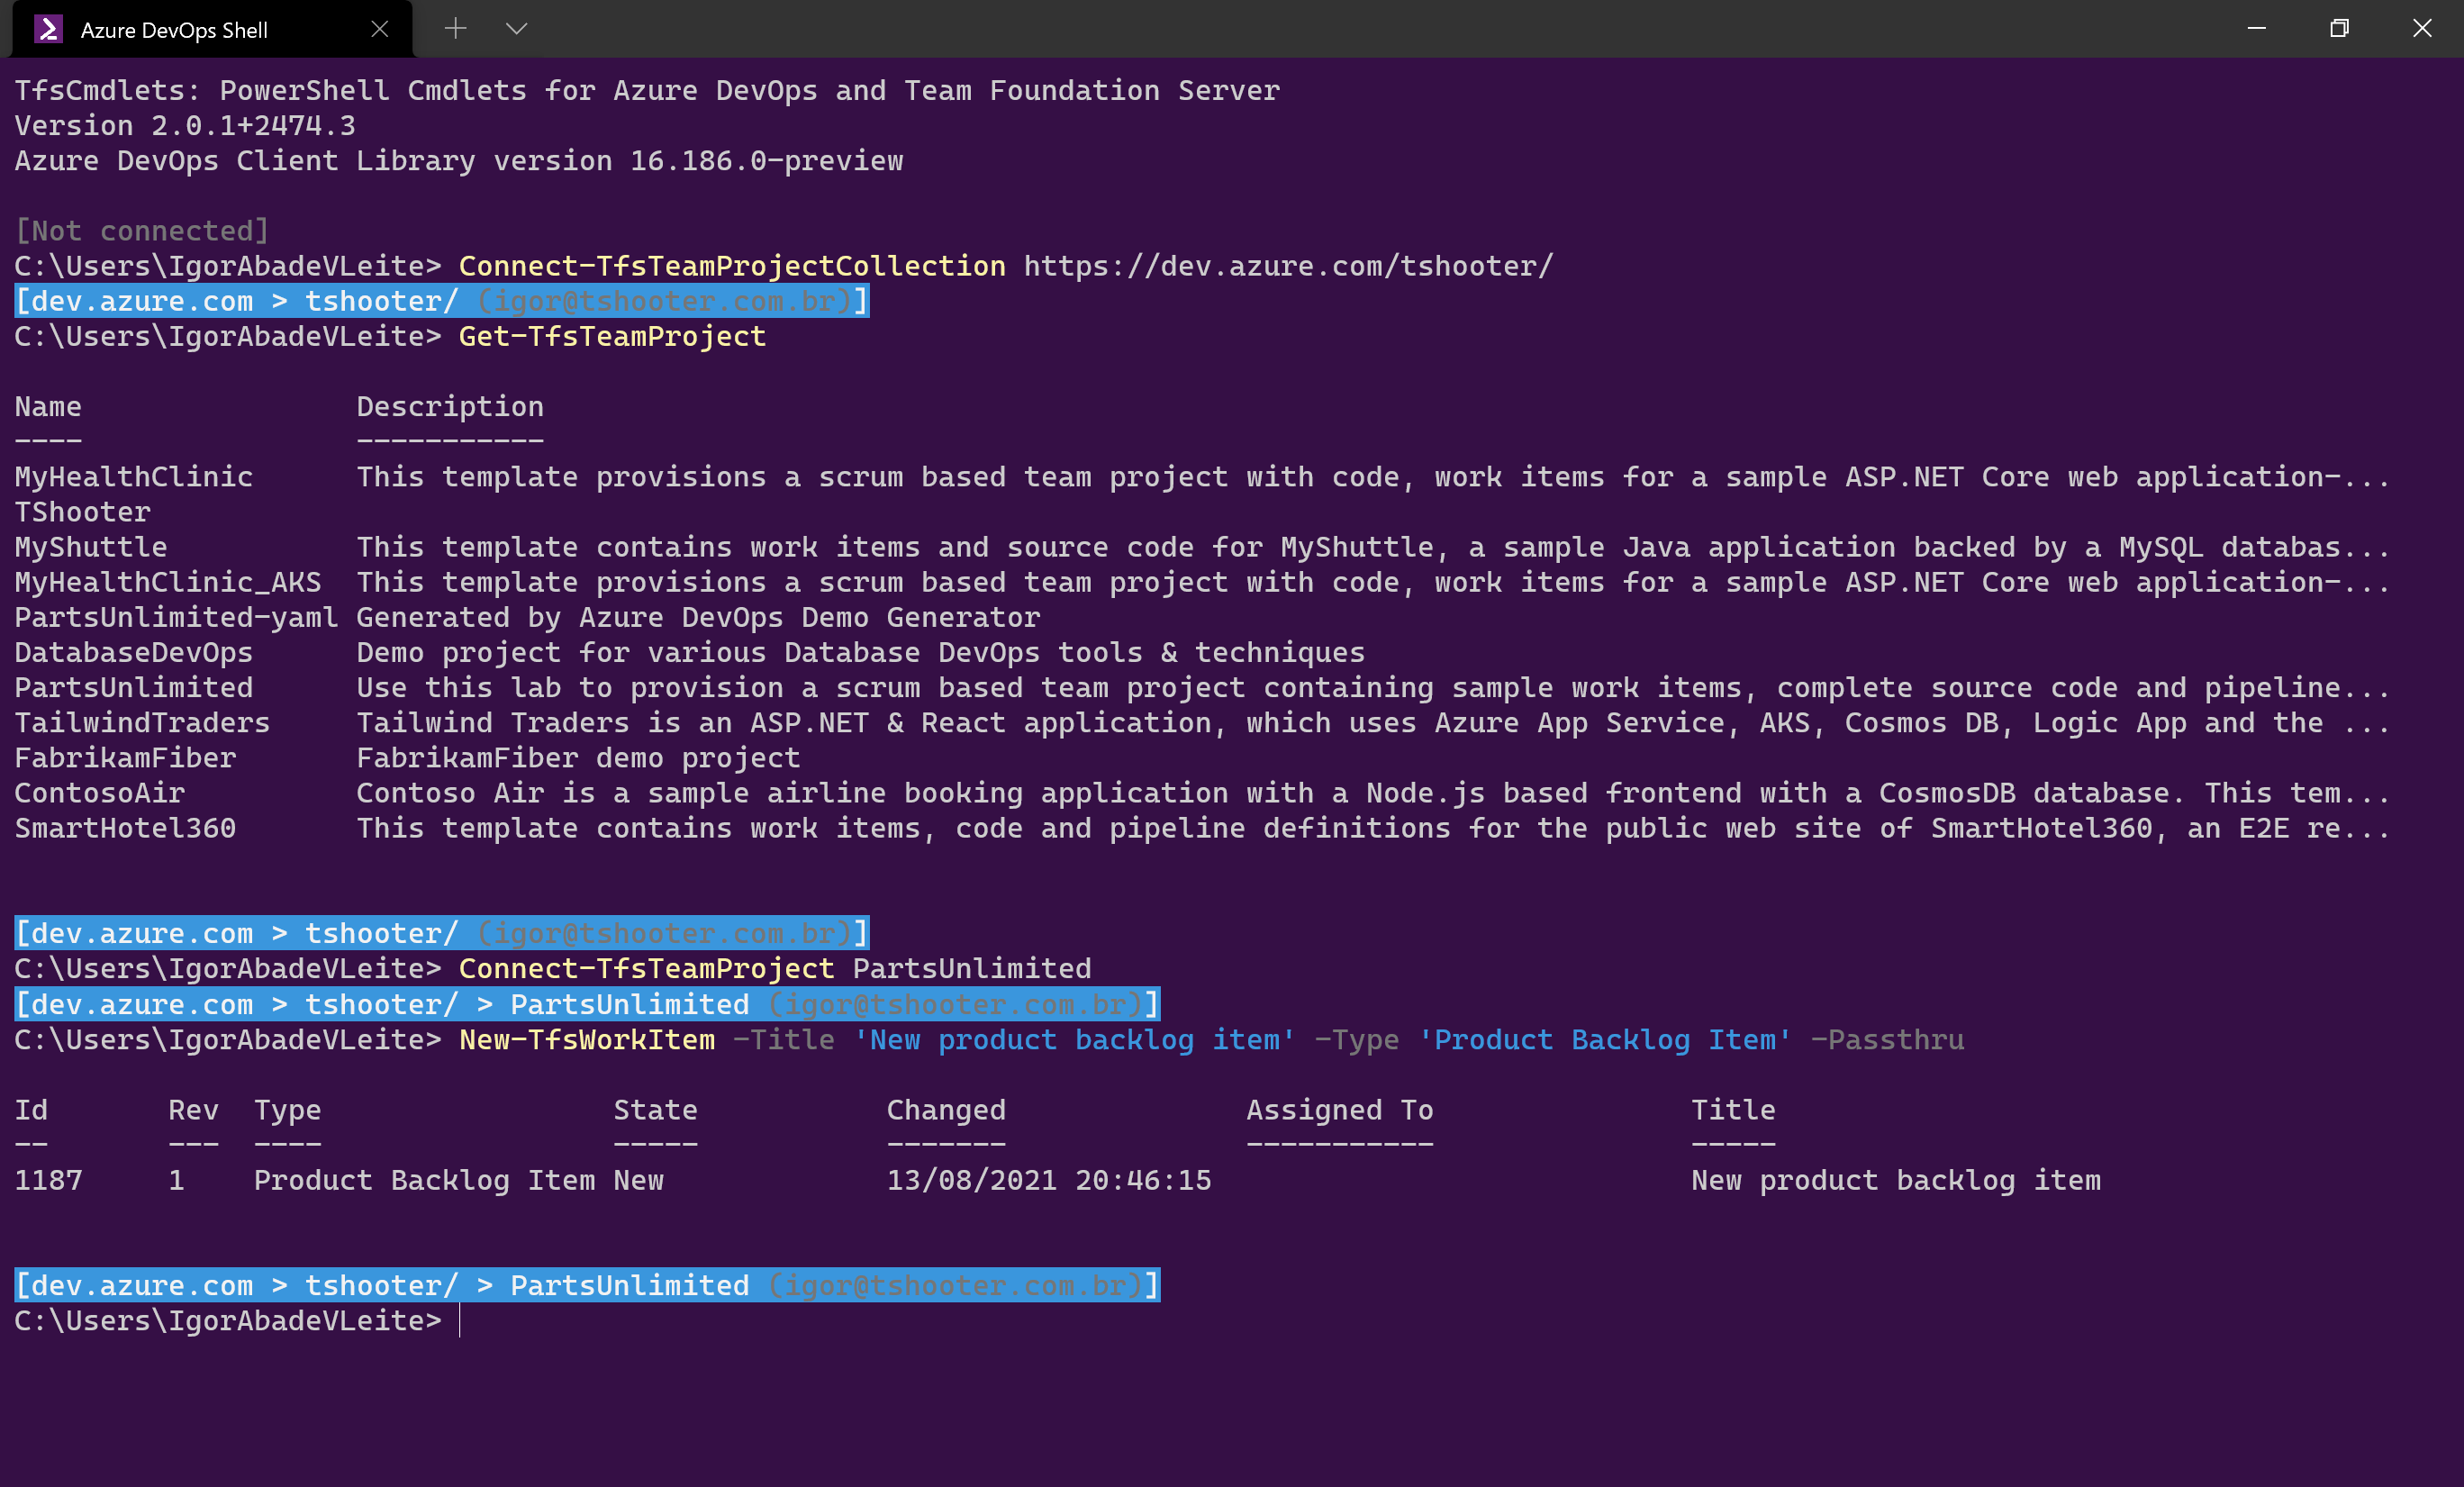 Azure DevOps Shell
TfsCmdlets: PowerShell Cmdlets for Azure DevOps and Team Foundation Server
Version 2.0.1+2474.3
Azure DevOps Client Library version 16.186.0-preview
[Not connected]
C:\Users\IgorAbadeVLeite> Connect-TfsTeamProjectCollection https://dev.azure.com/tshooter/
[dev.azure.com > tshooter/ (igor@tshooter.com.br)]
C:\Users\IgorAbadeVLeite> Get-TfsTeamProject
Name                Description
----                -----------
MyHealthClinic      This template provisions a scrum based team project with code, work items for a sample ASP.NET Core web application-...
TShooter
MyShuttle           This template contains work items and source code for MyShuttle, a sample Java application backed by a MySQL databas...
MyHealthClinic_AKS  This template provisions a scrum based team project with code, work items for a sample ASP.NET Core web application-...
PartsUnlimited-yaml Generated by Azure DevOps Demo Generator
DatabaseDevOps      Demo project for various Database DevOps tools & techniques
PartsUnlimited      Use this lab to provision a scrum based team project containing sample work items, complete source code and pipeline...
TailwindTraders     Tailwind Traders is an ASP.NET & React application, which uses Azure App Service, AKS, Cosmos DB, Logic App and the ...
FabrikamFiber       FabrikamFiber demo project
ContosoAir          Contoso Air is a sample airline booking application with a Node.js based frontend with a CosmosDB database. This tem...
SmartHotel360       This template contains work items, code and pipeline definitions for the public web site of SmartHotel360, an E2E re...
[dev.azure.com > tshooter/ (igor@tshooter.com.br)]
C:\Users\IgorAbadeVLeite> Connect-TfsTeamProject PartsUnlimited
[dev.azure.com > tshooter/ > PartsUnlimited (igor@tshooter.com.br)]
C:\Users\IgorAbadeVLeite> New-TfsWorkItem -Title 'New product backlog item' -Type 'Product Backlog Item' -Passthru
Id       Rev  Type                 State           Changed              Assigned To               Title
--       ---  ----                 -----           -------              -----------               -----
1187     1    Product Backlog Item New             13/08/2021 20:46:15                            New product backlog item
[dev.azure.com > tshooter/ > PartsUnlimited (igor@tshooter.com.br)]
C:\Users\IgorAbadeVLeite>